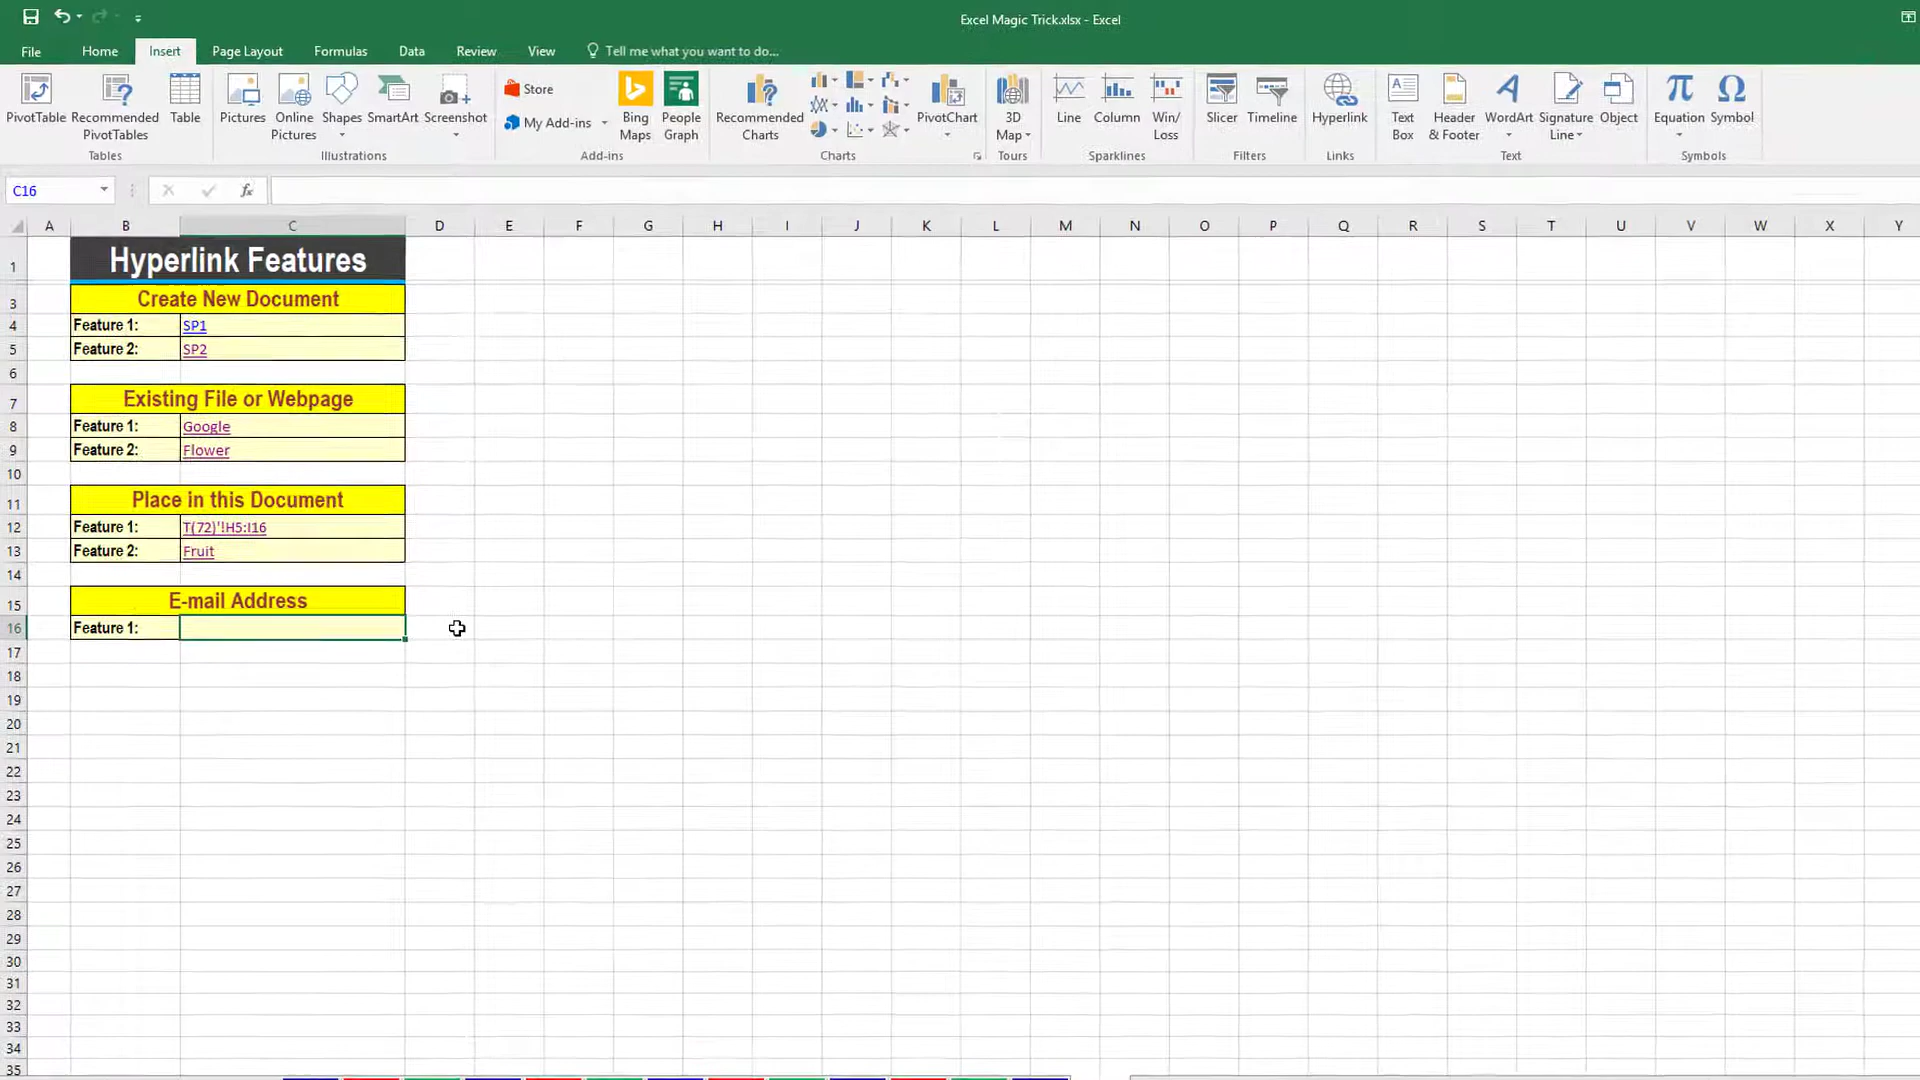 Excel Magic Trick.xlsx - Excel
File Home Insert Page Layout Formulas Data Review View Tell me what you want to do...
PivotTable Recommended PivotTables Table Pictures Online Pictures Shapes SmartArt Screenshot Store My Add-ins Bing Maps People Graph Recommended Charts PivotChart 3D Map Line Column Win/Loss Slicer Timeline Hyperlink Text Box Header & Footer WordArt Signature Line Object Equation Symbol
Tables Illustrations Add-ins Charts Tours Sparklines Filters Links Text Symbols
C16 fx
A B C D E F G H I J K L M N O P Q R S T U V W X Y
1 Hyperlink Features
3 Create New Document
4 Feature 1: SP1
5 Feature 2: SP2
6
7 Existing File or Webpage
8 Feature 1: Google
9 Feature 2: Flower
10
11 Place in this Document
12 Feature 1: T(72)'!H5:I16
13 Feature 2: Fruit
14
15 E-mail Address
16 Feature 1:
17
18
19
20
21
22
23
24
25
26
27
28
29
30
31
32
33
34
35